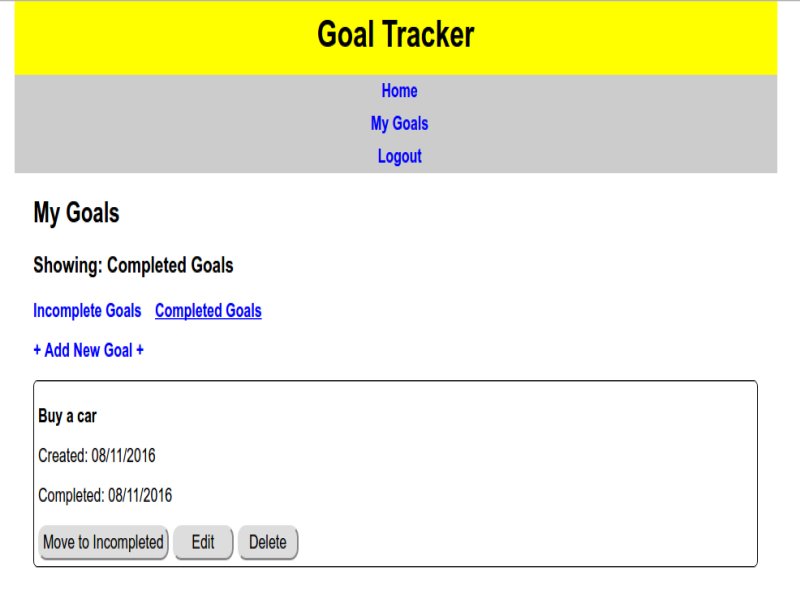 Goal Tracker
Home
My Goals
Logout
My Goals
Showing: Completed Goals
Incomplete Goals Completed Goals
+ Add New Goal +
Buy a car
Created: 08/11/2016
Completed: 08/11/2016
Move to Incompleted Edit Delete